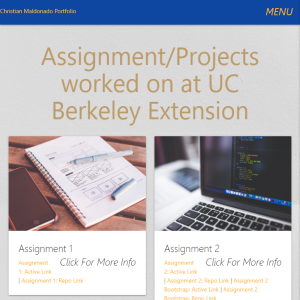 Christian Maldonado Portfolio
MENU
Assignment/Projects
worked on at UC
Berkeley Extension
Assignment 1
Click For More Info
Assignment
1: Active Link
| Assignment 1: Repo Link
Assignment 2
Click For More Info
Assignment
2: Active Link
| Assignment 2: Repo Link | Assignment 2
Bootstrap: Active Link | Assignment 2
Bootstrap: Repo Link